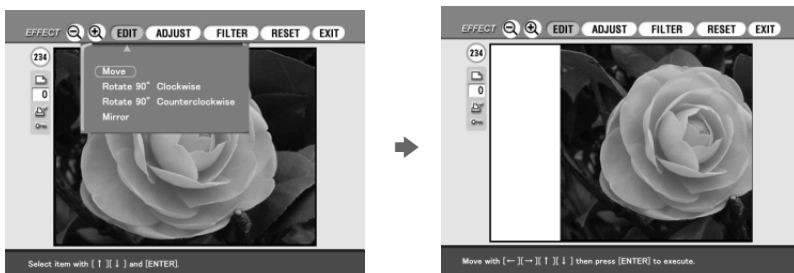 EFFECT EDIT ADJUST FILTER RESET EXIT
234
Move
Rotate 90° Clockwise
Rotate 90° Counterclockwise
Mirror
0
Select item with [ ↑ ][ ↓ ] and [ENTER].
EFFECT EDIT ADJUST FILTER RESET EXIT
234
0
Move with [ ← ][ → ][ ↑ ][ ↓ ] then press [ENTER] to execute.